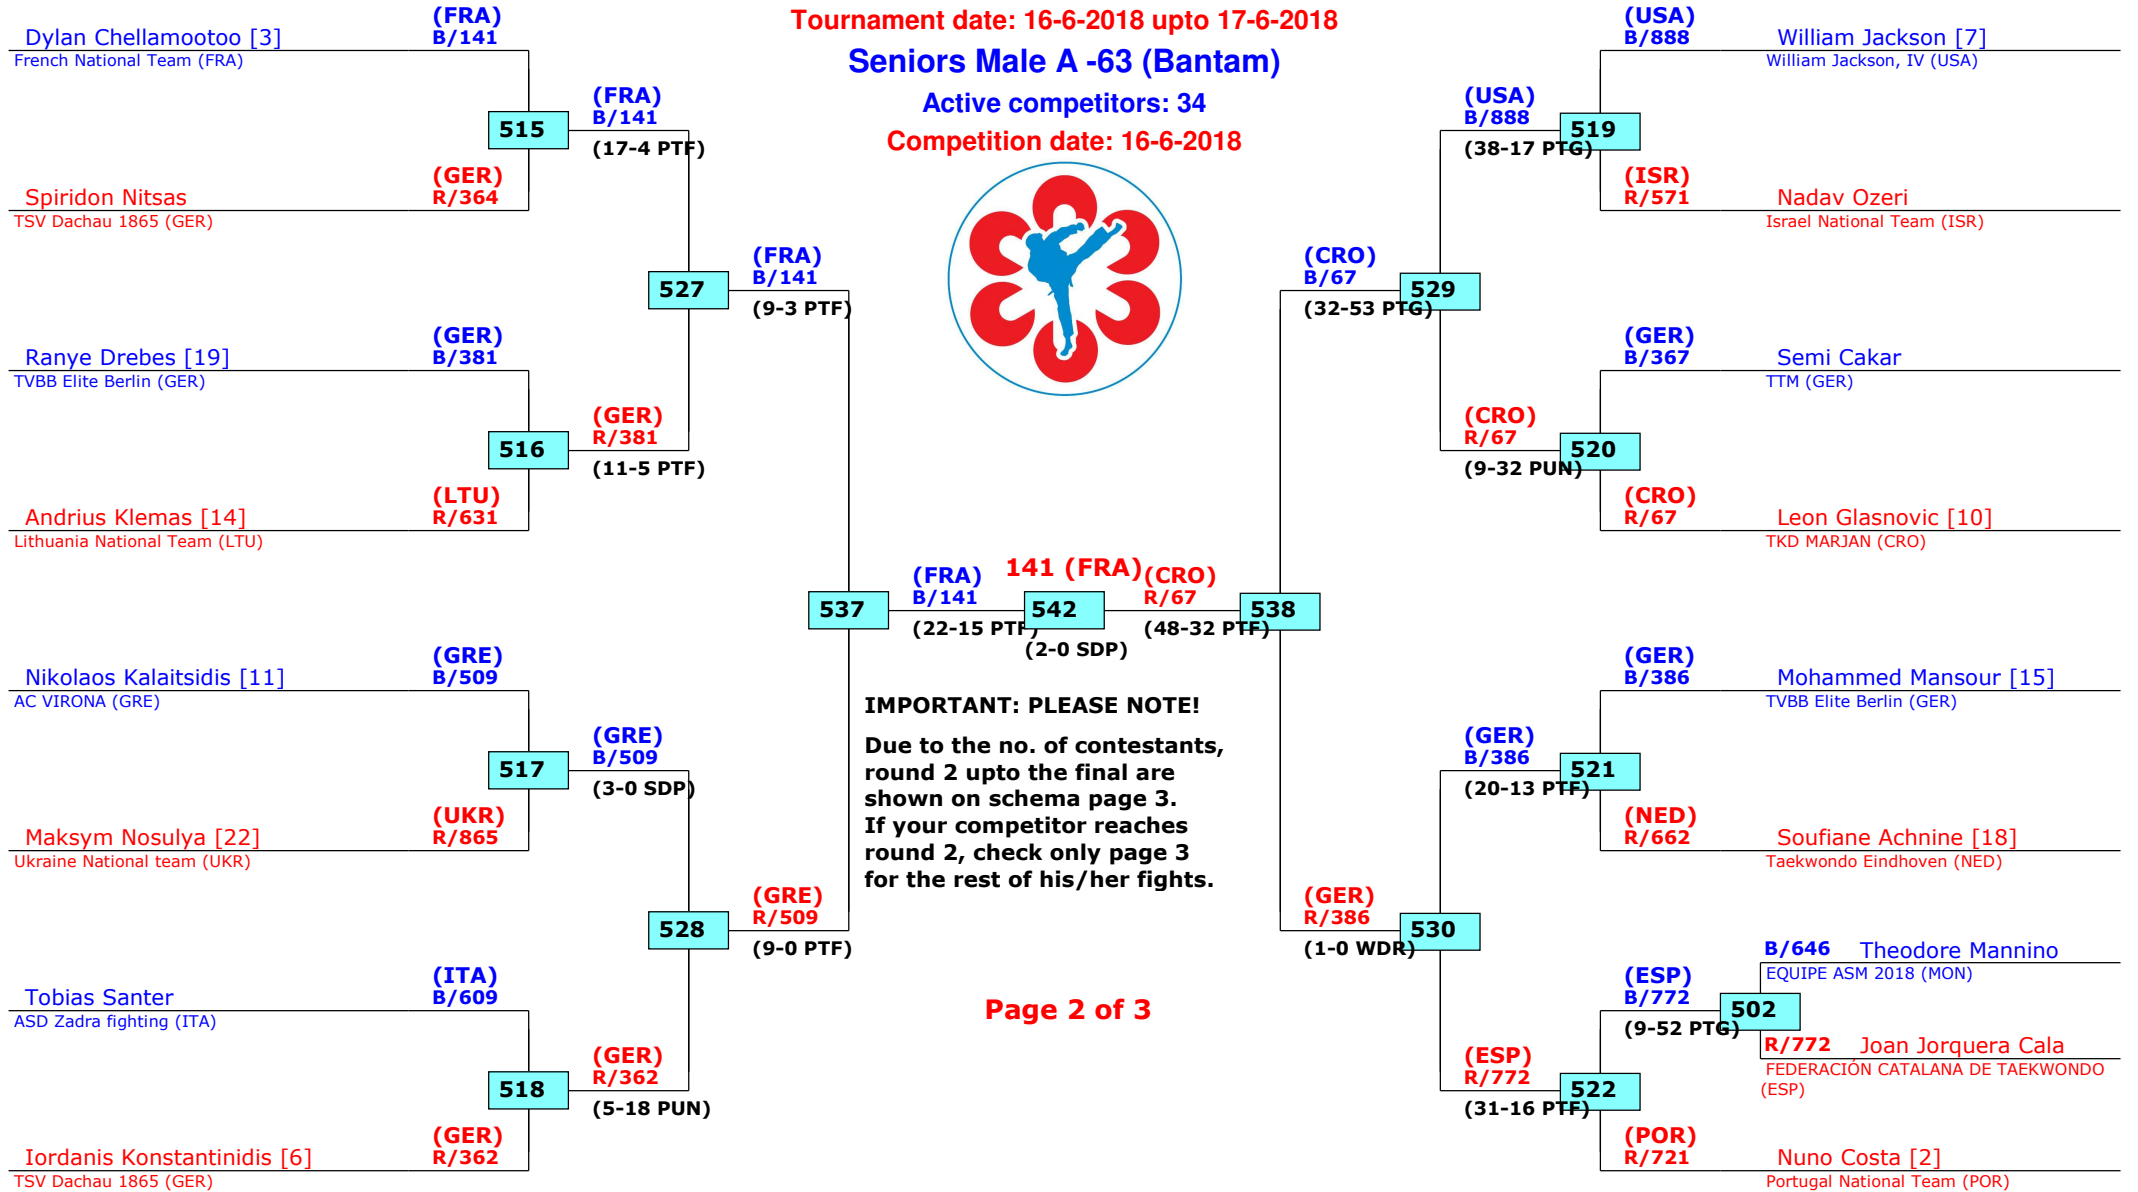 Tournament date: 16-6-2018 upto 17-6-2018
Seniors Male A -63 (Bantam)
Active competitors: 34
Competition date: 16-6-2018
Dylan Chellamootoo [3]
French National Team (FRA)
(FRA)
B/141
515
Spiridon Nitsas
TSV Dachau 1865 (GER)
(GER)
R/364
(FRA)
B/141
(17-4 PTF)
527
Ranye Drebes [19]
TVBB Elite Berlin (GER)
(GER)
B/381
516
Andrius Klemas [14]
Lithuania National Team (LTU)
(LTU)
R/631
(GER)
R/381
(11-5 PTF)
(FRA)
B/141
(9-3 PTF)
537
Nikolaos Kalaitsidis [11]
AC VIRONA (GRE)
(GRE)
B/509
517
Maksym Nosulya [22]
Ukraine National team (UKR)
(UKR)
R/865
(GRE)
B/509
(3-0 SDP)
528
Tobias Santer
ASD Zadra fighting (ITA)
(ITA)
B/609
518
Iordanis Konstantinidis [6]
TSV Dachau 1865 (GER)
(GER)
R/362
(GER)
R/362
(5-18 PUN)
(GRE)
R/509
(9-0 PTF)
(FRA)
B/141
(22-15 PTF)
141 (FRA)
542
(2-0 SDP)
(CRO)
R/67
(48-32 PTF)
538
IMPORTANT: PLEASE NOTE!
Due to the no. of contestants,
round 2 upto the final are
shown on schema page 3.
If your competitor reaches
round 2, check only page 3
for the rest of his/her fights.
Page 2 of 3
(CRO)
B/67
(32-53 PTG)
529
(USA)
B/888
(38-17 PTG)
519
(USA)
B/888
William Jackson [7]
William Jackson, IV (USA)
(ISR)
R/571
Nadav Ozeri
Israel National Team (ISR)
(CRO)
R/67
(9-32 PUN)
520
(GER)
B/367
Semi Cakar
TTM (GER)
(CRO)
R/67
Leon Glasnovic [10]
TKD MARJAN (CRO)
(GER)
R/386
(1-0 WDR)
530
(GER)
B/386
(20-13 PTF)
521
(GER)
B/386
Mohammed Mansour [15]
TVBB Elite Berlin (GER)
(NED)
R/662
Soufiane Achnine [18]
Taekwondo Eindhoven (NED)
(ESP)
R/772
(31-16 PTF)
522
(ESP)
B/772
(9-52 PTG)
502
B/646 Theodore Mannino
EQUIPE ASM 2018 (MON)
R/772 Joan Jorquera Cala
FEDERACIÓN CATALANA DE TAEKWONDO
(ESP)
(POR)
R/721
Nuno Costa [2]
Portugal National Team (POR)